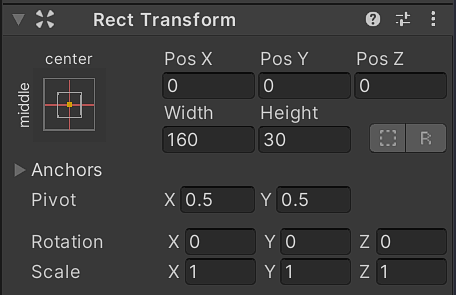 Rect Transform
center
Pos X Pos Y Pos Z
middle
0 0 0
Width Height
160 30 R
Anchors
Pivot X 0.5 Y 0.5
Rotation X 0 Y 0 Z 0
Scale X 1 Y 1 Z 1